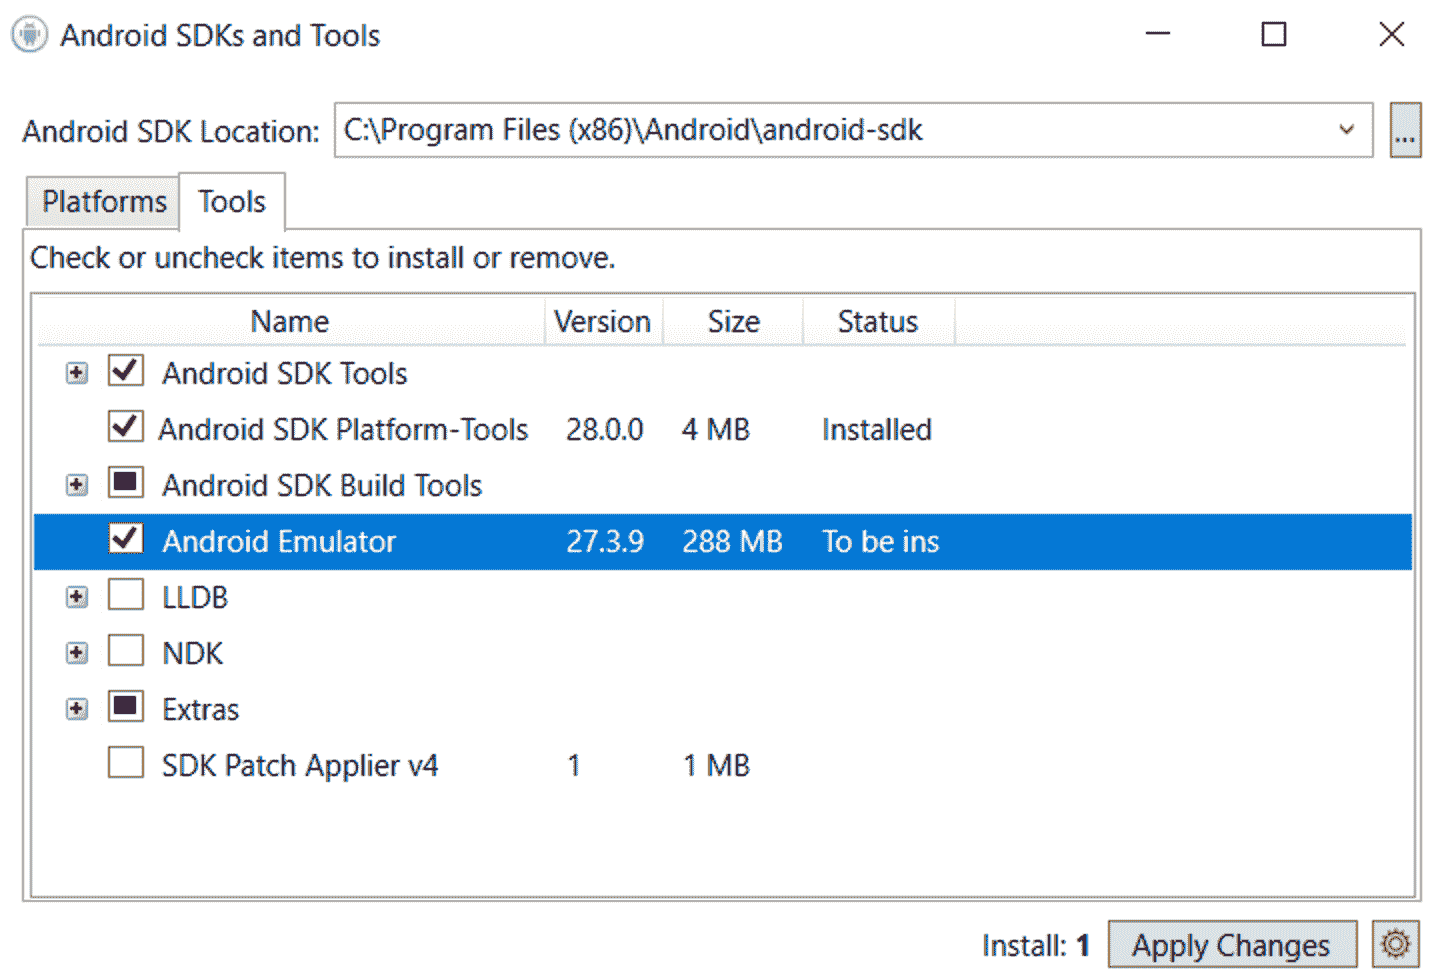 Android SDKs and Tools
Android SDK Location: C:\Program Files (x86)\Android\android-sdk ...
Platforms Tools
Check or uncheck items to install or remove.
Name Version Size Status
Android SDK Tools
Android SDK Platform-Tools 28.0.0 4 MB Installed
Android SDK Build Tools
Android Emulator 27.3.9 288 MB To be ins
LLDB
NDK
Extras
SDK Patch Applier v4 1 1 MB
Install: 1 Apply Changes